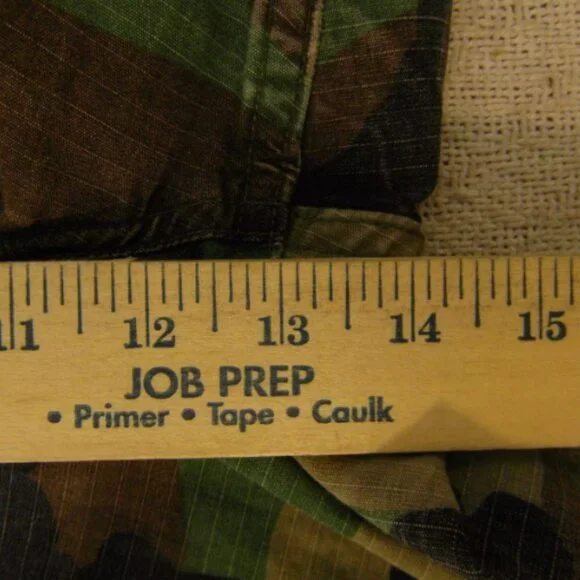 11 12 13 14 15
JOB PREP
• Primer • Tape • Caulk